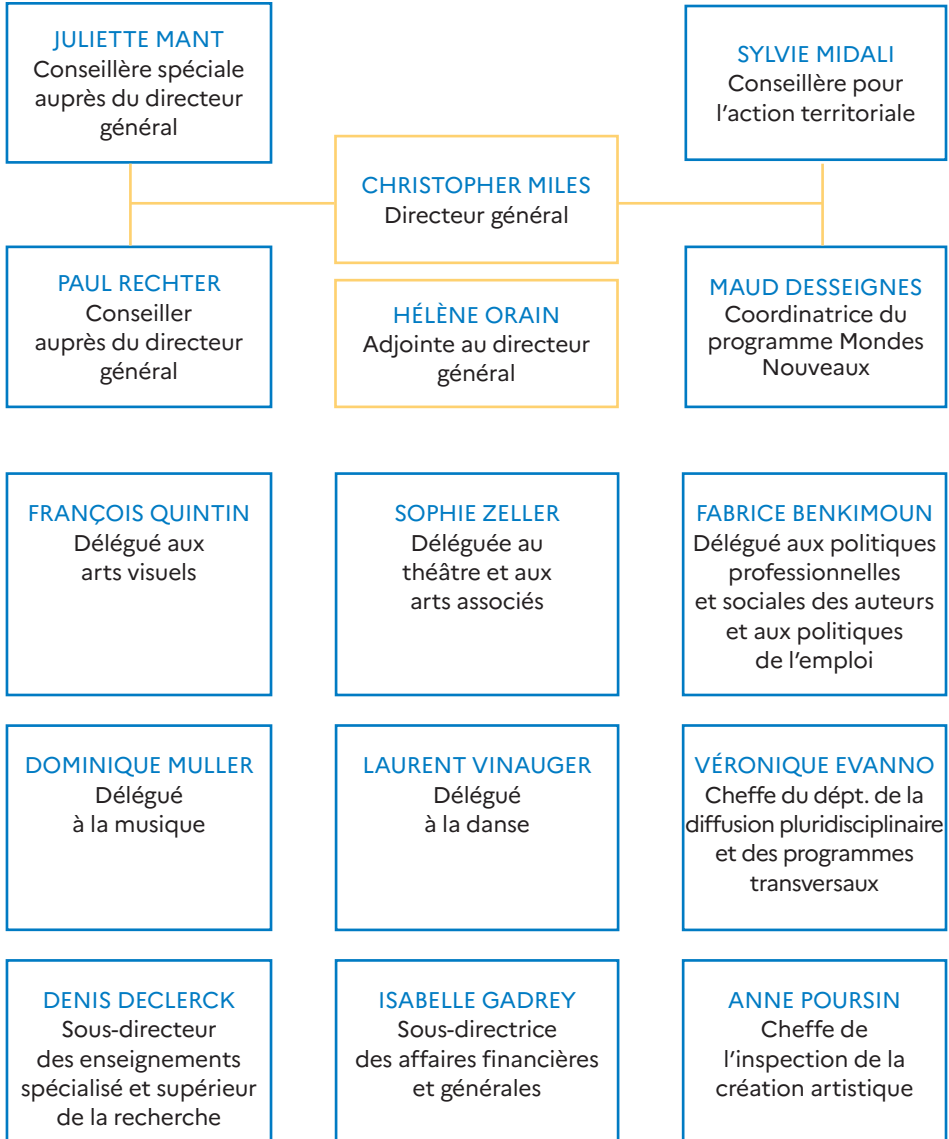 JULIETTE MANT
Conseillère spéciale
auprès du directeur
général
SYLVIE MIDALI
Conseillère pour
l'action territoriale
CHRISTOPHER MILES
Directeur général
PAUL RECHTER
Conseiller
auprès du directeur
général
HÉLÈNE ORAIN
Adjointe au directeur
général
MAUD DESSEIGNES
Coordinatrice du
programme Mondes
Nouveaux
FRANÇOIS QUINTIN
Délégué aux
arts visuels
SOPHIE ZELLER
Déléguée au
théâtre et aux
arts associés
FABRICE BENKIMOUN
Délégué aux politiques
professionnelles
et sociales des auteurs
et aux politiques
de l'emploi
DOMINIQUE MULLER
Délégué
à la musique
LAURENT VINAUGER
Délégué
à la danse
VÉRONIQUE EVANNO
Cheffe du dépt. de la
diffusion pluridisciplinaire
et des programmes
transversaux
DENIS DECLERCK
Sous-directeur
des enseignements
spécialisé et supérieur
de la recherche
ISABELLE GADREY
Sous-directrice
des affaires financières
et générales
ANNE POURSIN
Cheffe de
l'inspection de la
création artistique